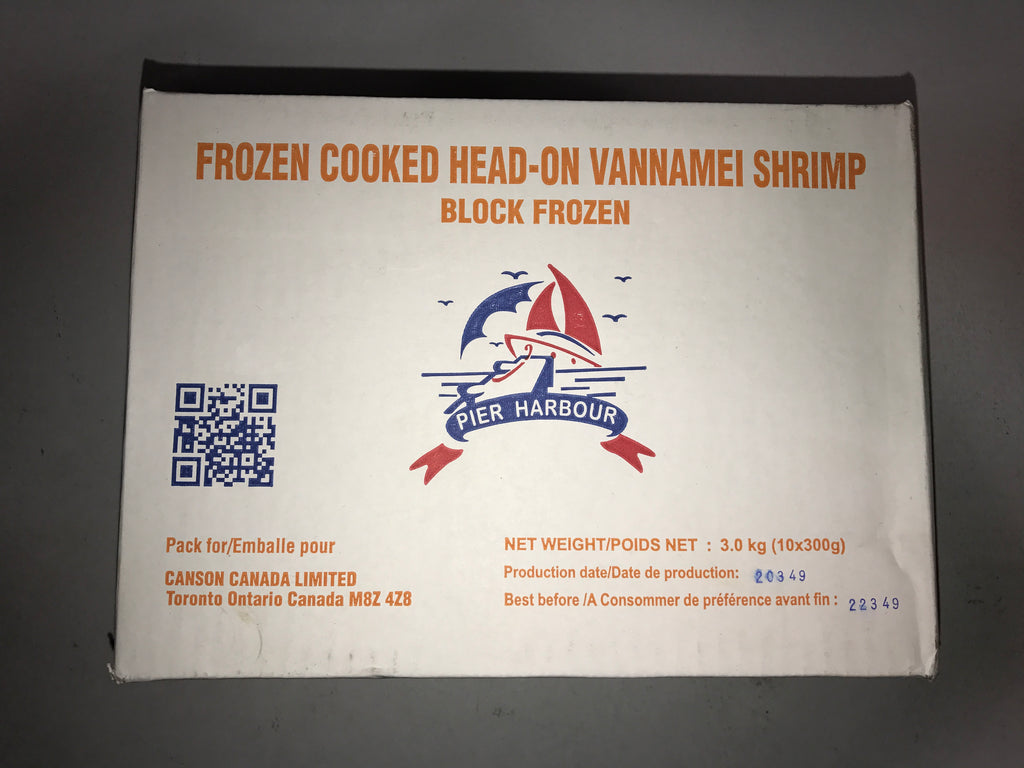 FROZEN COOKED HEAD-ON VANNAMEI SHRIMP
BLOCK FROZEN
PIER HARBOUR
Pack for/Emballe pour
CANSON CANADA LIMITED
Toronto Ontario Canada M8Z 4Z8
NET WEIGHT/POIDS NET : 3.0 kg (10x300g)
Production date/Date de production: 20349
Best before /A Consommer de préférence avant fin : 22349